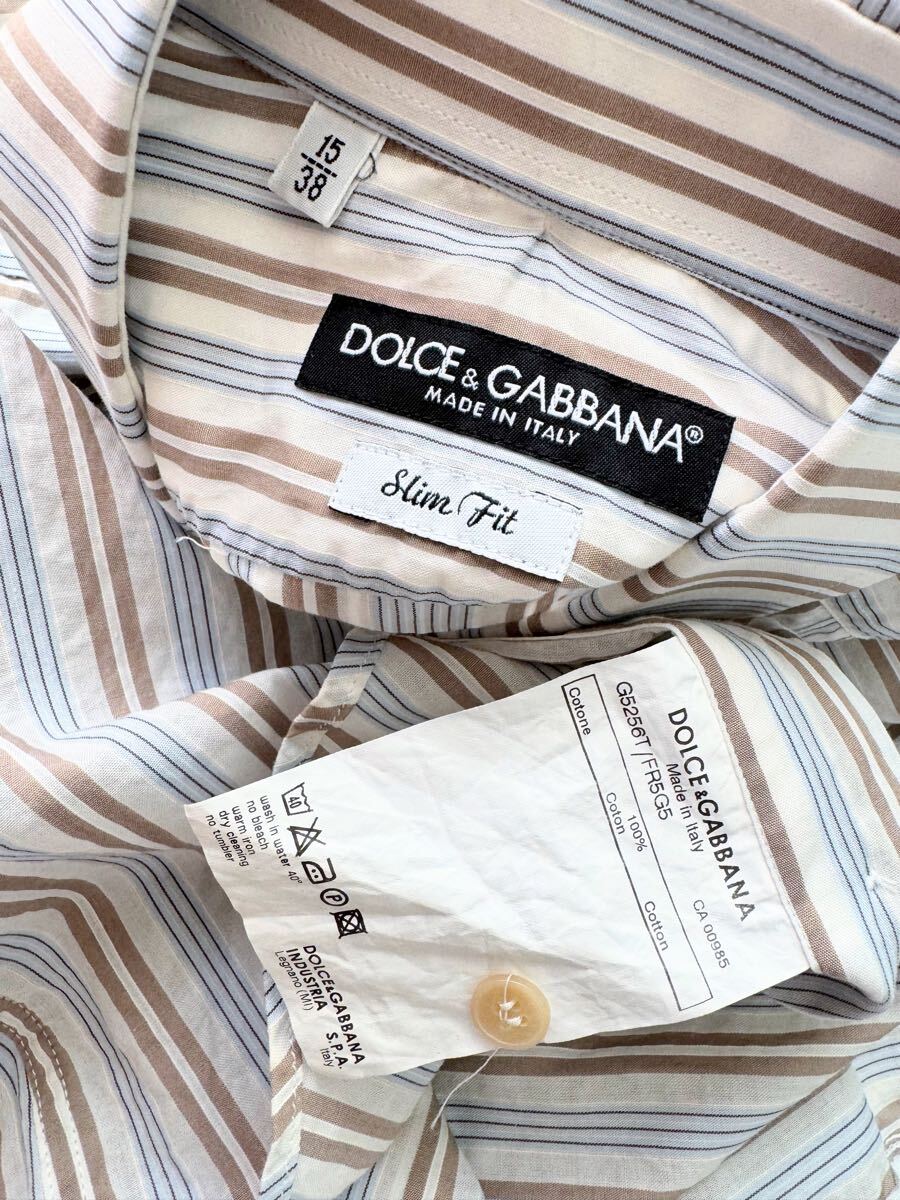 15
38
DOLCE & GABBANA®
MADE IN ITALY
Slim Fit
DOLCE & GABBANA
Made in Italy
CA 00985
G5256T / FR5G5
100%
Cotone Coton Cotton
40
P
wash in water 40°
no bleach
warm iron
dry cleaning
no tumbler
DOLCE & GABBANA
INDUSTRIA S.P.A.
Legnano (MI) Italy